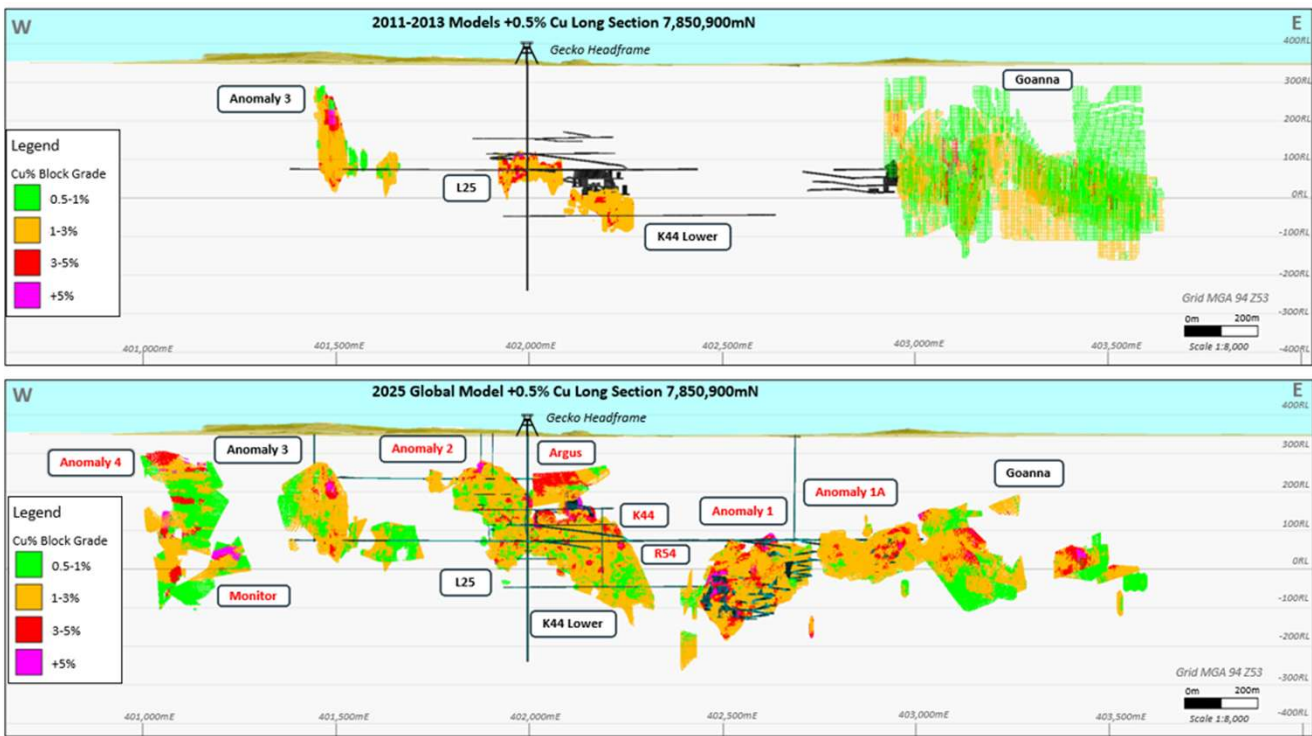 W
2011-2013 Models +0.5% Cu Long Section 7,850,900mN
E
Gecko Headframe
400RL
Goanna
Anomaly 3
300RL
Legend
Cu% Block Grade
0.5-1%
1-3%
3-5%
+5%
200RL
100RL
L25
0RL
K44 Lower
-100RL
-200RL
Grid MGA 94 Z53
-300RL
0m 200m
Scale 1:8,000
-400RL
401,000mE 401,500mE 402,000mE 402,500mE 403,000mE 403,500mE
W
2025 Global Model +0.5% Cu Long Section 7,850,900mN
E
Gecko Headframe
400RL
Anomaly 4
Anomaly 3
Anomaly 2
Argus
Goanna
300RL
Anomaly 1A
Legend
Cu% Block Grade
0.5-1%
1-3%
3-5%
+5%
200RL
K44
Anomaly 1
100RL
R54
L25
0RL
Monitor
K44 Lower
-100RL
-200RL
Grid MGA 94 Z53
-300RL
0m 200m
Scale 1:8,000
-400RL
401,000mE 401,500mE 402,000mE 402,500mE 403,000mE 403,500mE